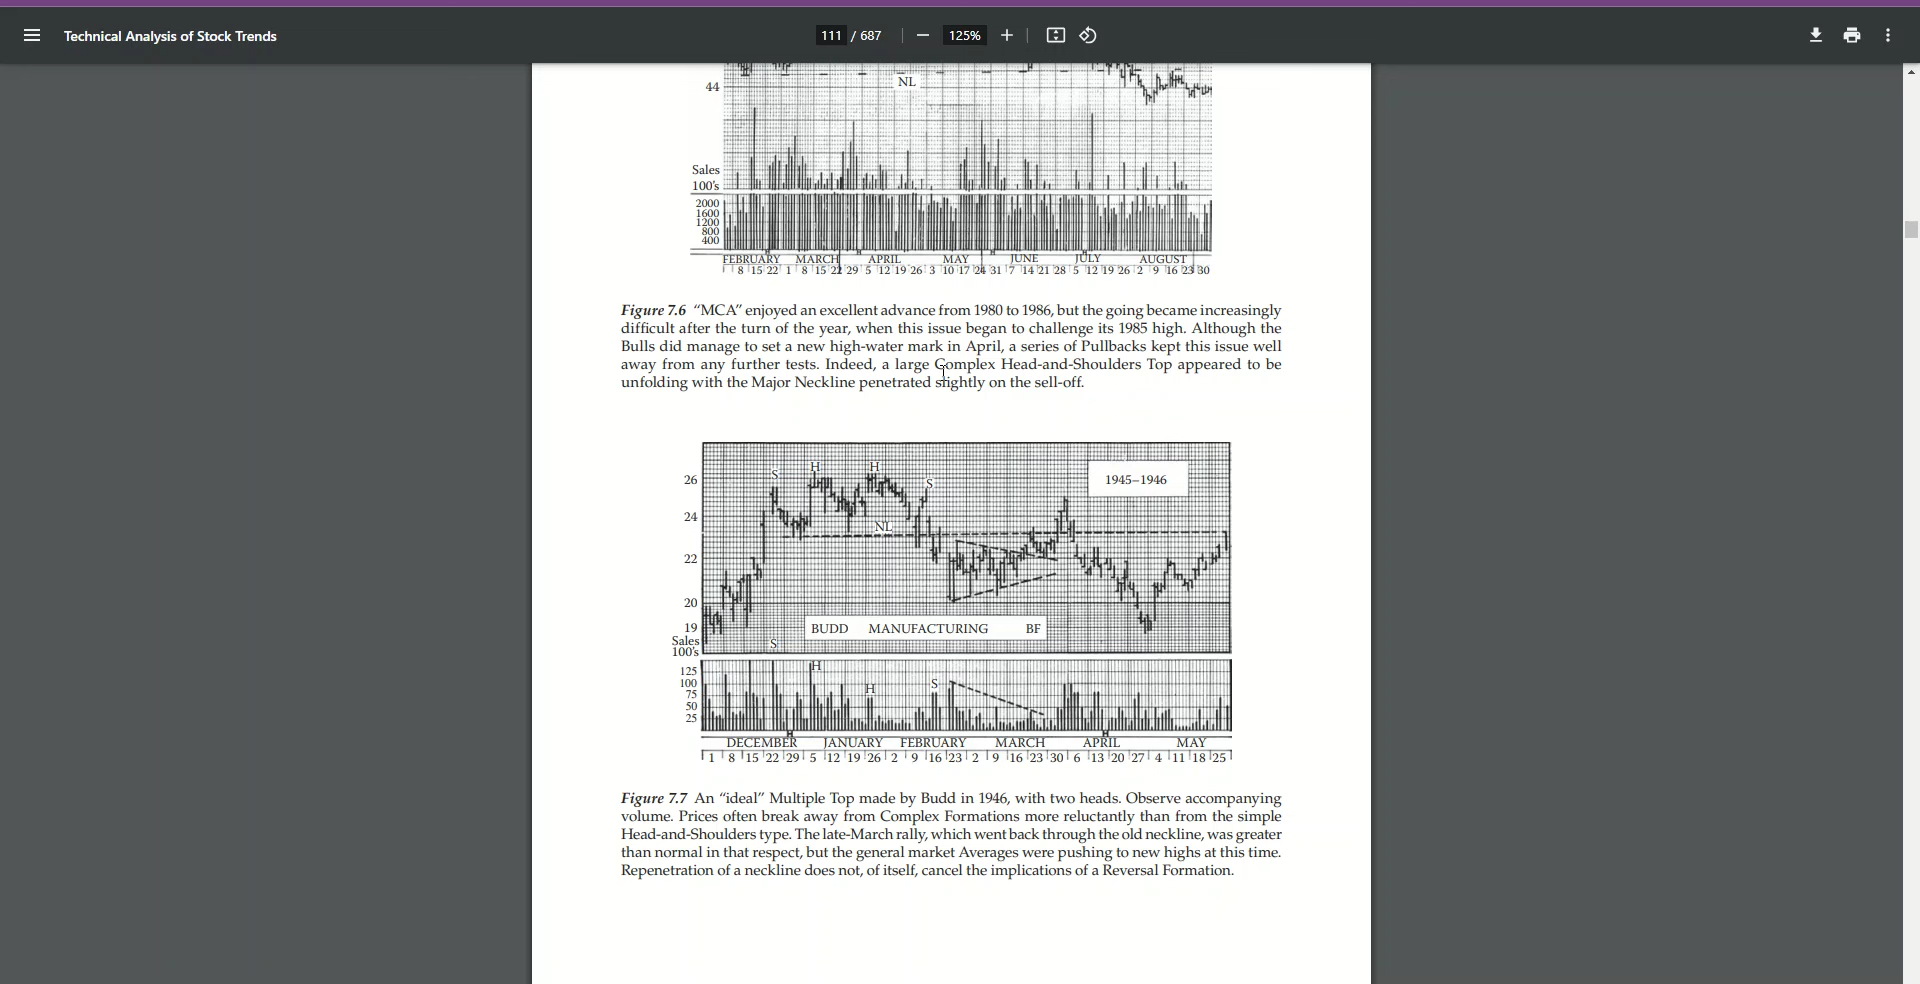 Technical Analysis of Stock Trends
111 / 687
125%
44
NL
Sales
100's
2000
1600
1200
800
400
FEBRUARY MARCH APRIL MAY JUNE JULY AUGUST
8 15 22 1 8 15 22 29 5 12 19 26 3 10 17 24 31 7 14 21 28 5 12 19 26 2 9 16 23 30
Figure 7.6 “MCA” enjoyed an excellent advance from 1980 to 1986, but the going became increasingly
difficult after the turn of the year, when this issue began to challenge its 1985 high. Although the
Bulls did manage to set a new high-water mark in April, a series of Pullbacks kept this issue well
away from any further tests. Indeed, a large Complex Head-and-Shoulders Top appeared to be
unfolding with the Major Neckline penetrated slightly on the sell-off.
S H H S
1945–1946
26
24
NL
22
20
19
BUDD MANUFACTURING BF
Sales
100's
S
H
H
S
125
100
75
50
25
DECEMBER JANUARY FEBRUARY MARCH APRIL MAY
1 8 15 22 29 5 12 19 26 2 9 16 23 2 9 16 23 30 6 13 20 27 4 11 18 25
Figure 7.7 An “ideal” Multiple Top made by Budd in 1946, with two heads. Observe accompanying
volume. Prices often break away from Complex Formations more reluctantly than from the simple
Head-and-Shoulders type. The late-March rally, which went back through the old neckline, was greater
than normal in that respect, but the general market Averages were pushing to new highs at this time.
Repenetration of a neckline does not, of itself, cancel the implications of a Reversal Formation.